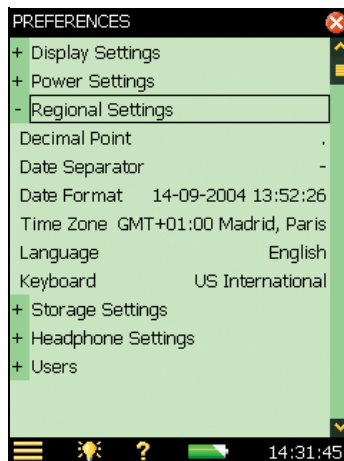 PREFERENCES
+ Display Settings
+ Power Settings
- Regional Settings
Decimal Point .
Date Separator -
Date Format 14-09-2004 13:52:26
Time Zone GMT+01:00 Madrid, Paris
Language English
Keyboard US International
+ Storage Settings
+ Headphone Settings
+ Users
? 14:31:45